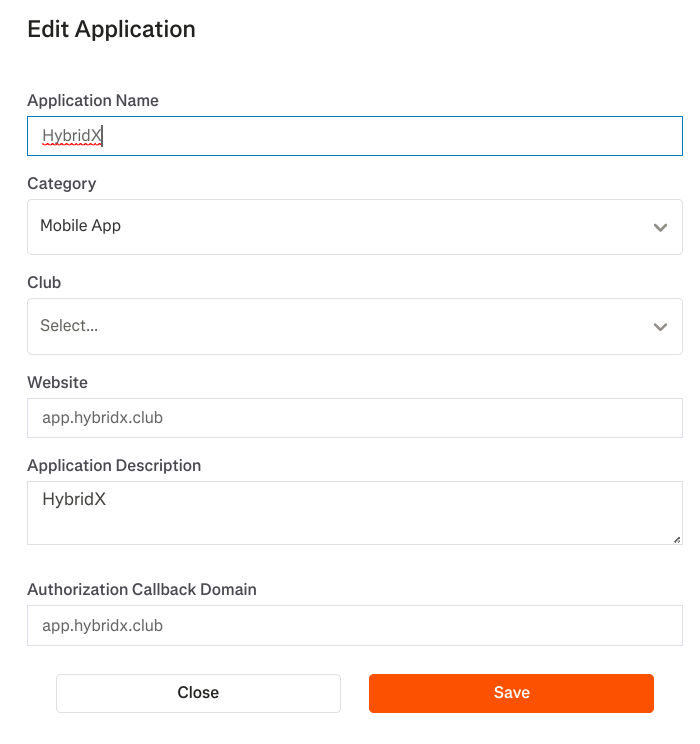 Edit Application
Application Name
HybridX
Category
Mobile App
Club
Select...
Website
app.hybridx.club
Application Description
HybridX
Authorization Callback Domain
app.hybridx.club
Close Save